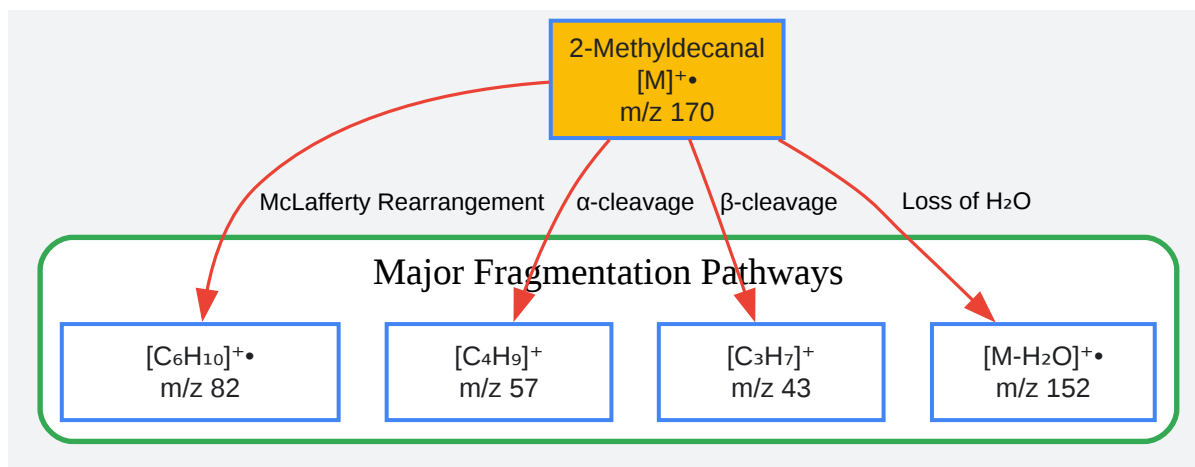 2-Methyldecanal
[M]⁺•
m/z 170
McLafferty Rearrangement
α-cleavage
β-cleavage
Loss of H₂O
Major Fragmentation Pathways
[C₆H₁₀]⁺•
m/z 82
[C₄H₉]⁺
m/z 57
[C₃H₇]⁺
m/z 43
[M-H₂O]⁺•
m/z 152